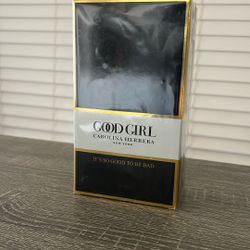 GOOD GIRL
CAROLINA HERRERA
NEW YORK
IT'S SO GOOD TO BE BAD